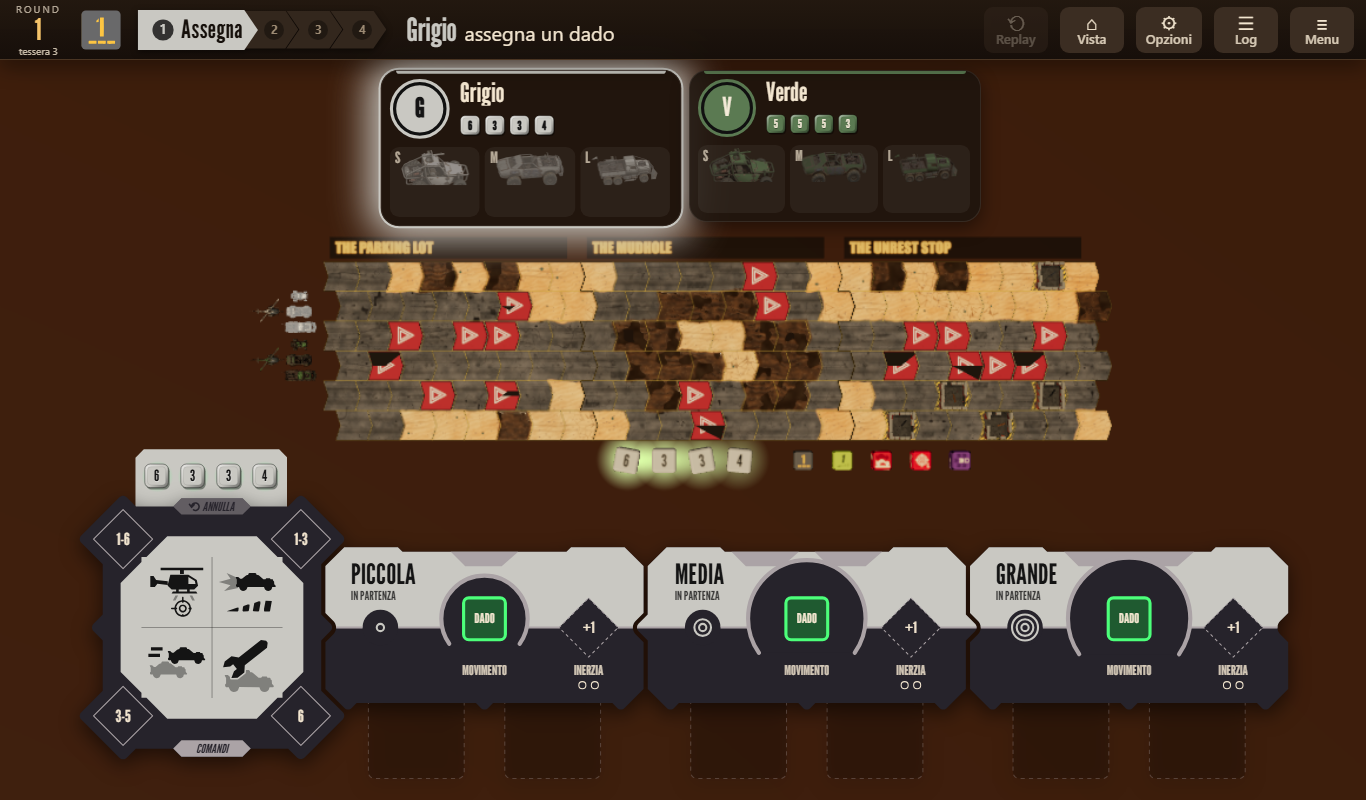 ROUND
1
tessera 3
1
1 Assegna 2 3 4
Grigio assegna un dado
Replay
Vista
Opzioni
Log
Menu
G
Grigio
6 3 3 4
S M L
V
Verde
5 5 5 3
S M L
THE PARKING LOT
THE MUDHOLE
THE UNREST STOP
6 3 3 4
1 1
6 3 3 4
ANNULLA
1-6
1-3
3-5
6
COMANDI
PICCOLA
IN PARTENZA
DADO
+1
MOVIMENTO
INERZIA
MEDIA
IN PARTENZA
DADO
+1
MOVIMENTO
INERZIA
GRANDE
IN PARTENZA
DADO
+1
MOVIMENTO
INERZIA